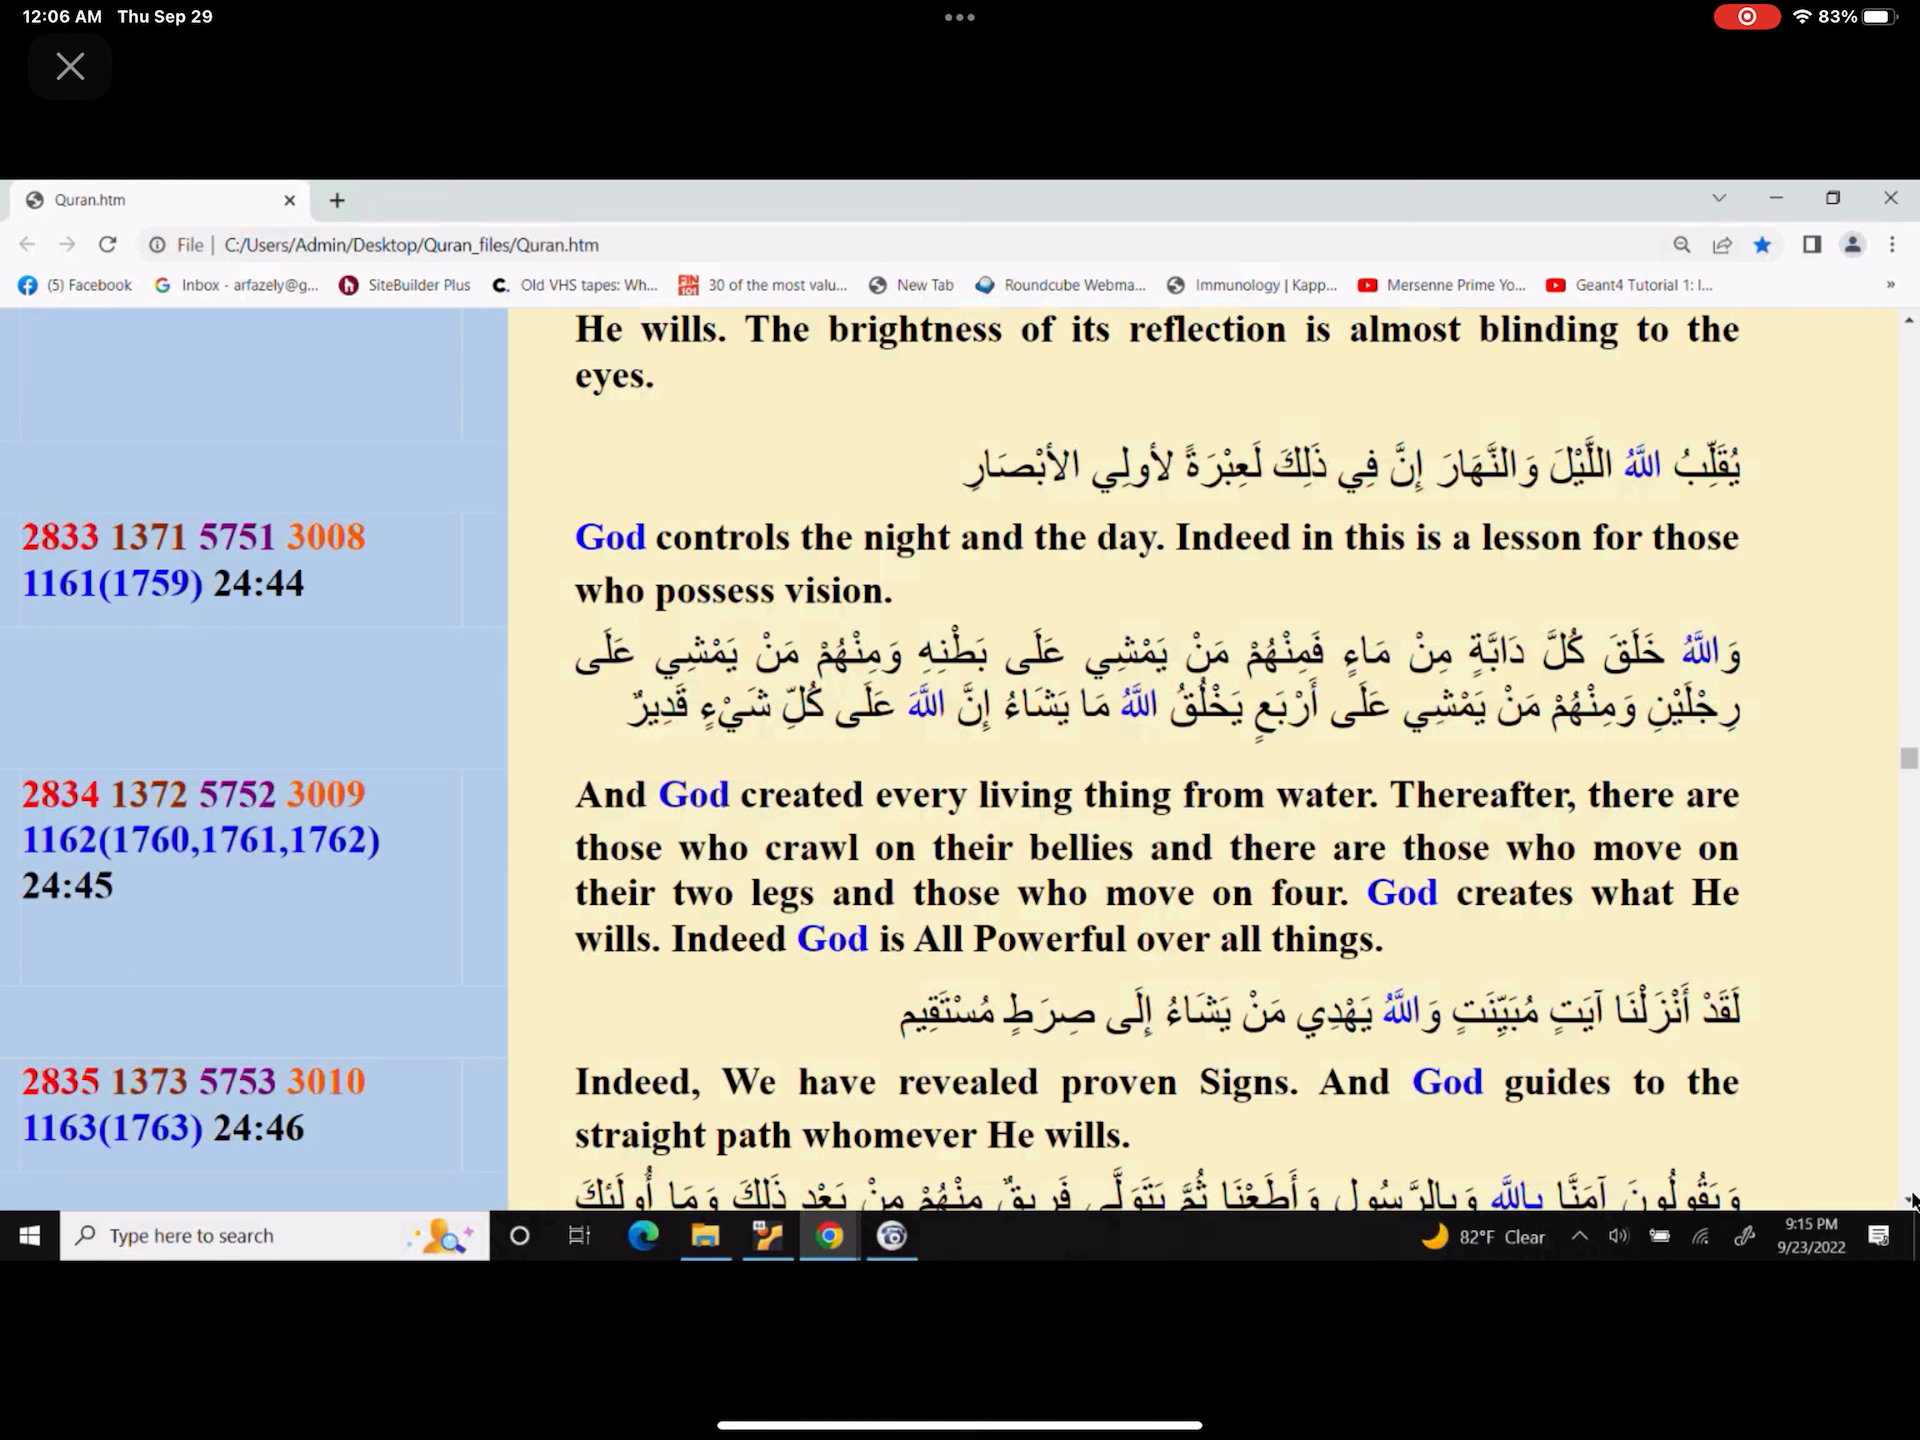 12:06 AM Thu Sep 29
83%
Quran.htm
File | C:/Users/Admin/Desktop/Quran_files/Quran.htm
(5) Facebook
Inbox - arfazely@g...
SiteBuilder Plus
Old VHS tapes: Wh...
FIN 101
30 of the most valu...
New Tab
Roundcube Webma...
Immunology | Kapp...
Mersenne Prime Yo...
Geant4 Tutorial 1: I...
He wills. The brightness of its reflection is almost blinding to the
eyes.
يُقَلِّبُ اللَّهُ اللَّيْلَ وَالنَّهَارَ إِنَّ فِي ذَلِكَ لَعِبْرَةً لأولِي الأبْصَارِ
2833 1371 5751 3008
1161(1759) 24:44
God controls the night and the day. Indeed in this is a lesson for those
who possess vision.
وَاللَّهُ خَلَقَ كُلَّ دَابَّةٍ مِنْ مَاءٍ فَمِنْهُمْ مَنْ يَمْشِي عَلَى بَطْنِهِ وَمِنْهُمْ مَنْ يَمْشِي عَلَى
رِجْلَيْنِ وَمِنْهُمْ مَنْ يَمْشِي عَلَى أَرْبَعٍ يَخْلُقُ اللَّهُ مَا يَشَاءُ إِنَّ اللَّهَ عَلَى كُلِّ شَيْءٍ قَدِيرٌ
2834 1372 5752 3009
1162(1760,1761,1762)
24:45
And God created every living thing from water. Thereafter, there are
those who crawl on their bellies and there are those who move on
their two legs and those who move on four. God creates what He
wills. Indeed God is All Powerful over all things.
لَقَدْ أَنْزَلْنَا آيَتٍ مُبَيِّنَتٍ وَاللَّهُ يَهْدِي مَنْ يَشَاءُ إِلَى صِرَطٍ مُسْتَقِيمٍ
2835 1373 5753 3010
1163(1763) 24:46
Indeed, We have revealed proven Signs. And God guides to the
straight path whomever He wills.
وَيَقُولُونَ آمَنَّا بِاللَّهِ وَبِالرَّسُولِ وَأَطَعْنَا ثُمَّ يَتَوَلَّى فَرِيقٌ مِنْهُمْ مِنْ بَعْدِ ذَلِكَ وَمَا أُولَئِكَ
Type here to search
82°F Clear
9:15 PM
9/23/2022